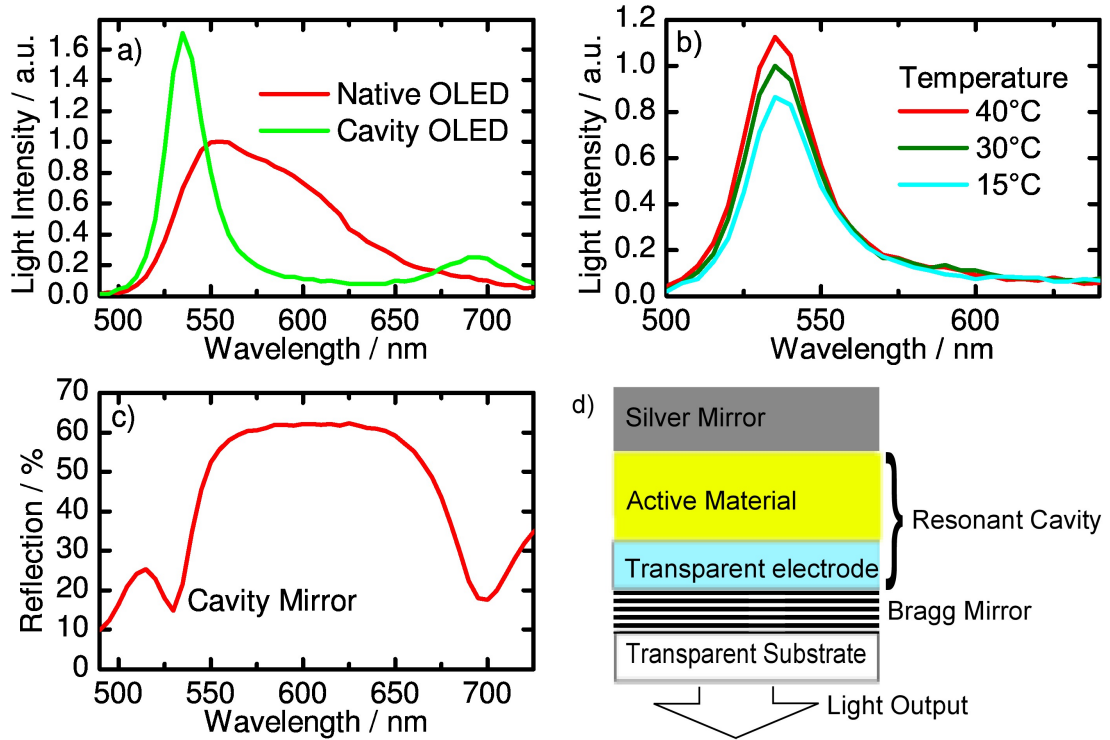 a)
Light Intensity / a.u.
1.6
1.4
1.2
1.0
0.8
0.6
0.4
0.2
0.0
Native OLED
Cavity OLED
500 550 600 650 700
Wavelength / nm
b)
Light Intensity / a.u.
1.2
1.0
0.8
0.6
0.4
0.2
0.0
Temperature
40°C
30°C
15°C
500 550 600
Wavelength / nm
c)
Reflection / %
70
60
50
40
30
20
10
0
Cavity Mirror
500 550 600 650 700
Wavelength / nm
d)
Silver Mirror
Active Material
Resonant Cavity
Transparent electrode
Bragg Mirror
Transparent Substrate
Light Output